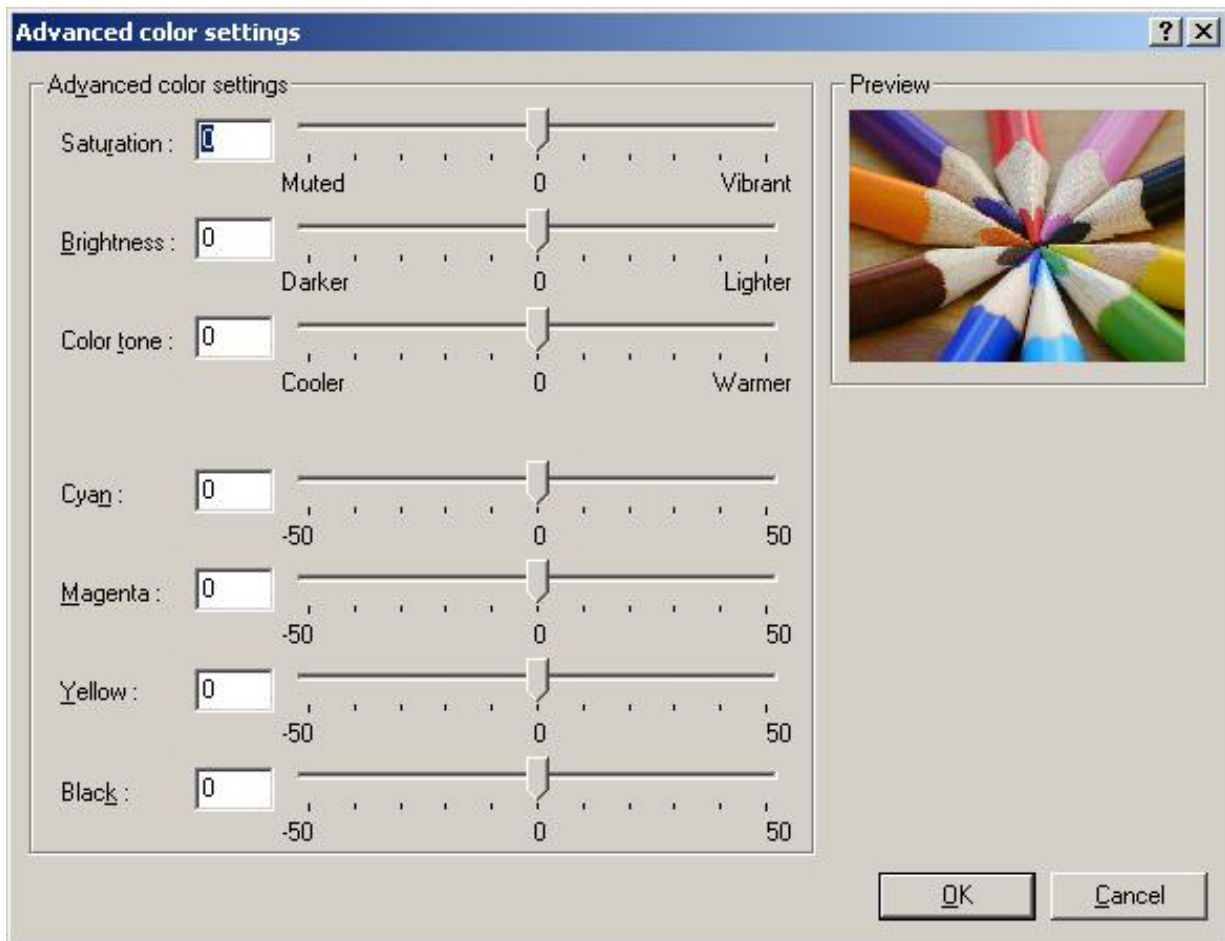 Advanced color settings
Advanced color settings
Preview
Saturation : 0
Muted 0 Vibrant
Brightness : 0
Darker 0 Lighter
Color tone : 0
Cooler 0 Warmer
Cyan : 0
-50 0 50
Magenta : 0
-50 0 50
Yellow : 0
-50 0 50
Black : 0
-50 0 50
OK Cancel